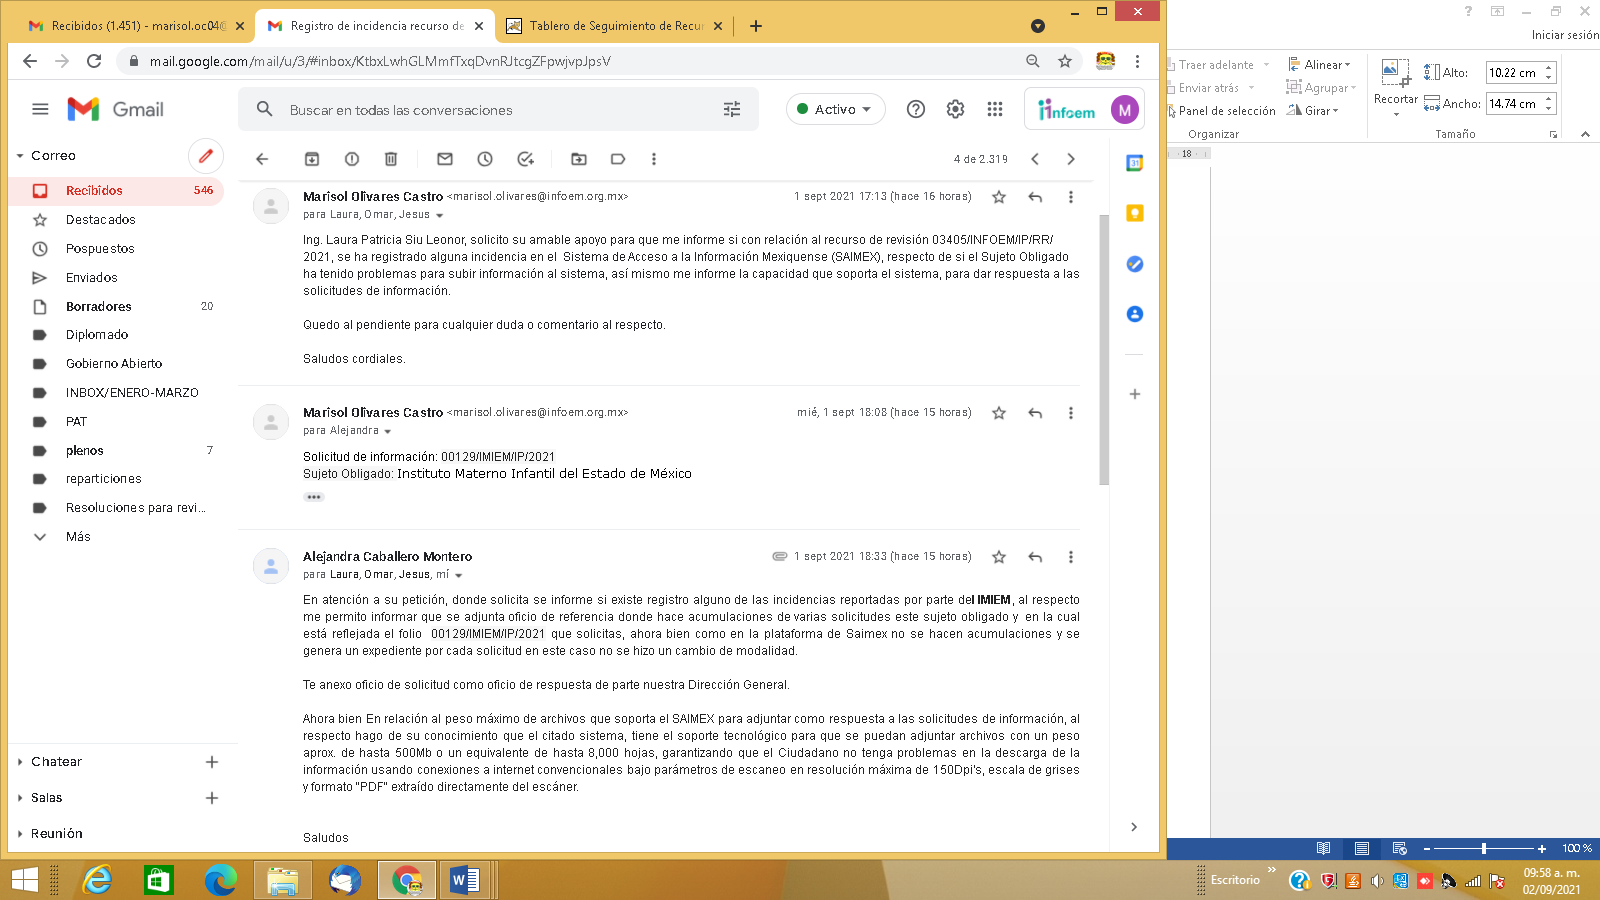 Recibidos (1.451) - marisol.oc04@
Registro de incidencia recurso de
Tablero de Seguimiento de Recu
mail.google.com/mail/u/3/#inbox/KtbxLwhGLMmfTxqDvnRJtcgZFpwjvpJpsV
Iniciar sesión
Traer adelante
Enviar atrás
Panel de selección
Alinear
Agrupar
Girar
Organizar
Recortar
Alto: 10.22 cm
Ancho: 14.74 cm
Tamaño
18
Gmail
Buscar en todas las conversaciones
Activo
infoem
M
Correo
Recibidos 546
Destacados
Pospuestos
Enviados
Borradores 20
Diplomado
Gobierno Abierto
INBOX/ENERO-MARZO
PAT
plenos 7
reparticiones
Resoluciones para revi...
Más
Chatear
Salas
Reunión
4 de 2.319
31
Marisol Olivares Castro <marisol.olivares@infoem.org.mx> 1 sept 2021 17:13 (hace 16 horas)
para Laura, Omar, Jesus
Ing. Laura Patricia Siu Leonor, solicito su amable apoyo para que me informe si con relación al recurso de revisión 03405/INFOEM/IP/RR/
2021, se ha registrado alguna incidencia en el Sistema de Acceso a la Información Mexiquense (SAIMEX), respecto de si el Sujeto Obligado
ha tenido problemas para subir información al sistema, así mismo me informe la capacidad que soporta el sistema, para dar respuesta a las
solicitudes de información.
Quedo al pendiente para cualquier duda o comentario al respecto.
Saludos cordiales.
Marisol Olivares Castro <marisol.olivares@infoem.org.mx> mié, 1 sept 18:08 (hace 15 horas)
para Alejandra
Solicitud de información: 00129/IMIEM/IP/2021
Sujeto Obligado: Instituto Materno Infantil del Estado de México
Alejandra Caballero Montero 1 sept 2021 18:33 (hace 15 horas)
para Laura, Omar, Jesus, mí
En atención a su petición, donde solicita se informe si existe registro alguno de las incidencias reportadas por parte del IMIEM, al respecto
me permito informar que se adjunta oficio de referencia donde hace acumulaciones de varias solicitudes este sujeto obligado y en la cual
está reflejada el folio 00129/IMIEM/IP/2021 que solicitas, ahora bien como en la plataforma de Saimex no se hacen acumulaciones y se
genera un expediente por cada solicitud en este caso no se hizo un cambio de modalidad.
Te anexo oficio de solicitud como oficio de respuesta de parte nuestra Dirección General.
Ahora bien En relación al peso máximo de archivos que soporta el SAIMEX para adjuntar como respuesta a las solicitudes de información, al
respecto hago de su conocimiento que el citado sistema, tiene el soporte tecnológico para que se puedan adjuntar archivos con un peso
aprox. de hasta 500Mb o un equivalente de hasta 8,000 hojas, garantizando que el Ciudadano no tenga problemas en la descarga de la
información usando conexiones a internet convencionales bajo parámetros de escaneo en resolución máxima de 150Dpi's, escala de grises
y formato "PDF" extraído directamente del escáner.
Saludos
100 %
Escritorio
09:58 a. m.
02/09/2021